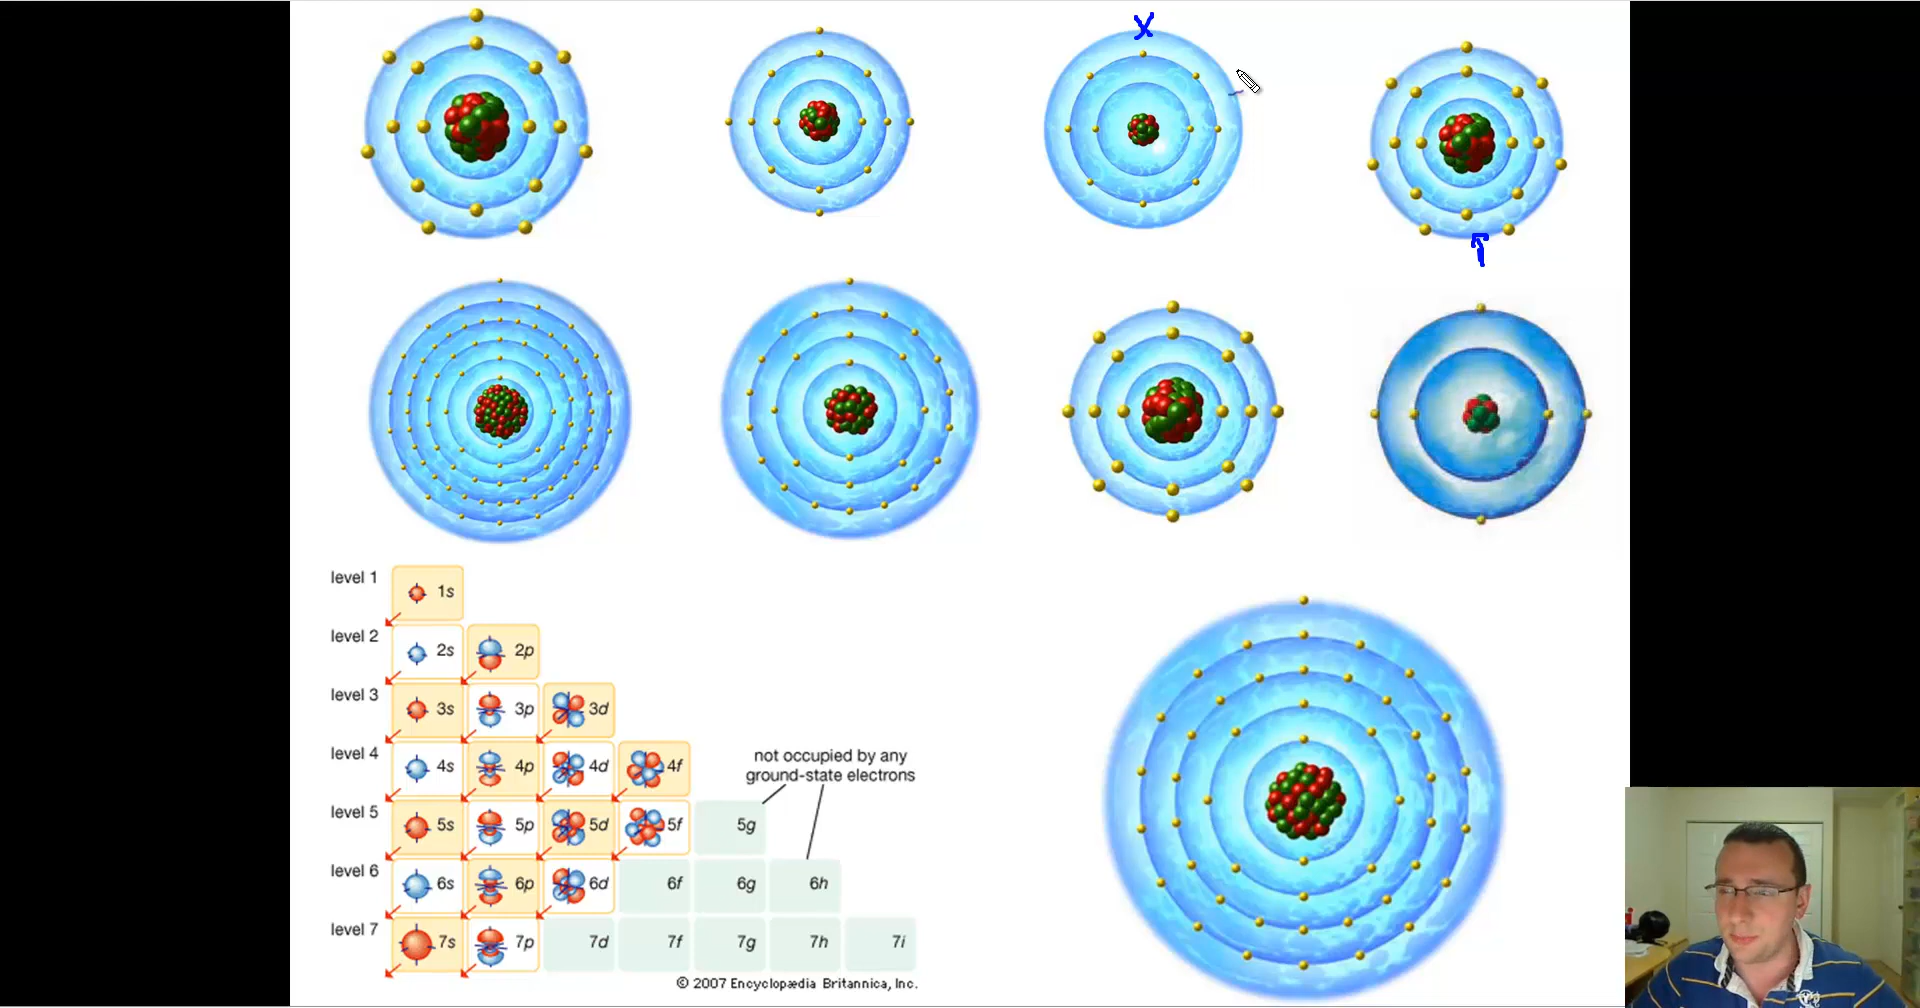 X
level 1
1s
level 2
2s 2p
level 3
3s 3p 3d
level 4
4s 4p 4d 4f
not occupied by any
ground-state electrons
level 5
5s 5p 5d 5f 5g
level 6
6s 6p 6d 6f 6g 6h
level 7
7s 7p 7d 7f 7g 7h 7i
© 2007 Encyclopædia Britannica, Inc.